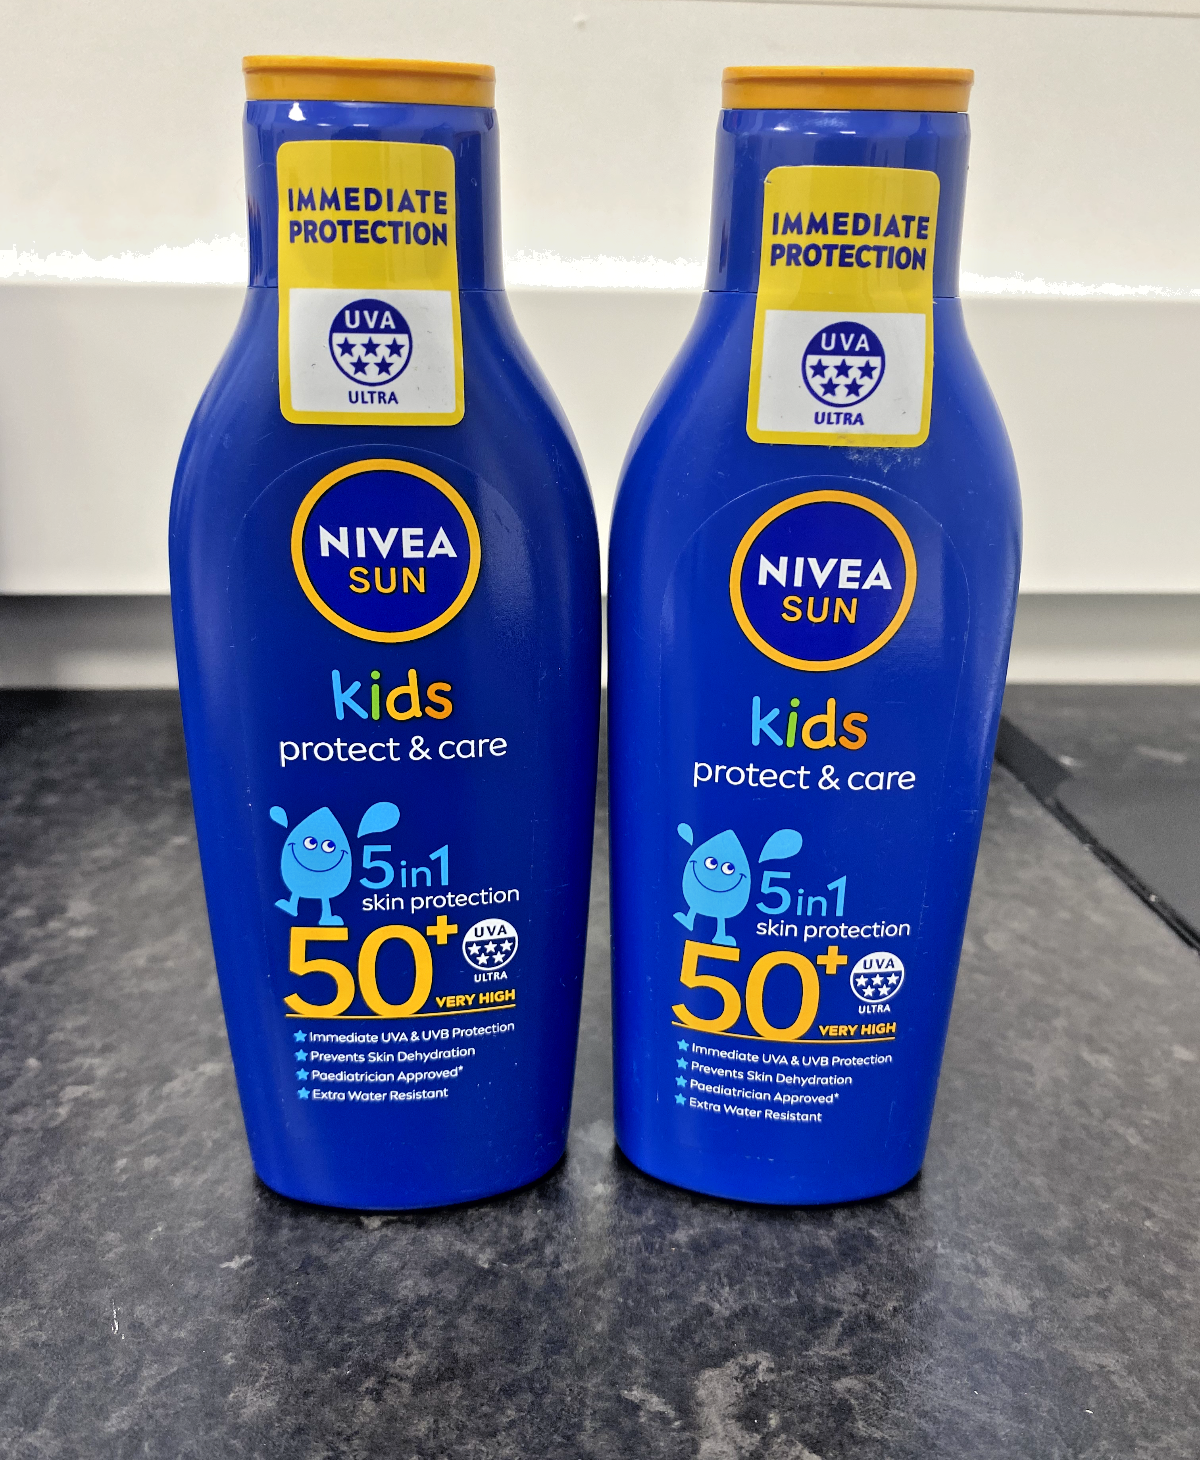 IMMEDIATE
PROTECTION
UVA
ULTRA
NIVEA
SUN
kids
protect & care
5in1
skin protection
50+
UVA
ULTRA
VERY HIGH
Immediate UVA & UVB Protection
Prevents Skin Dehydration
Paediatrician Approved*
Extra Water Resistant
IMMEDIATE
PROTECTION
UVA
ULTRA
NIVEA
SUN
kids
protect & care
5in1
skin protection
50+
UVA
ULTRA
VERY HIGH
Immediate UVA & UVB Protection
Prevents Skin Dehydration
Paediatrician Approved*
Extra Water Resistant